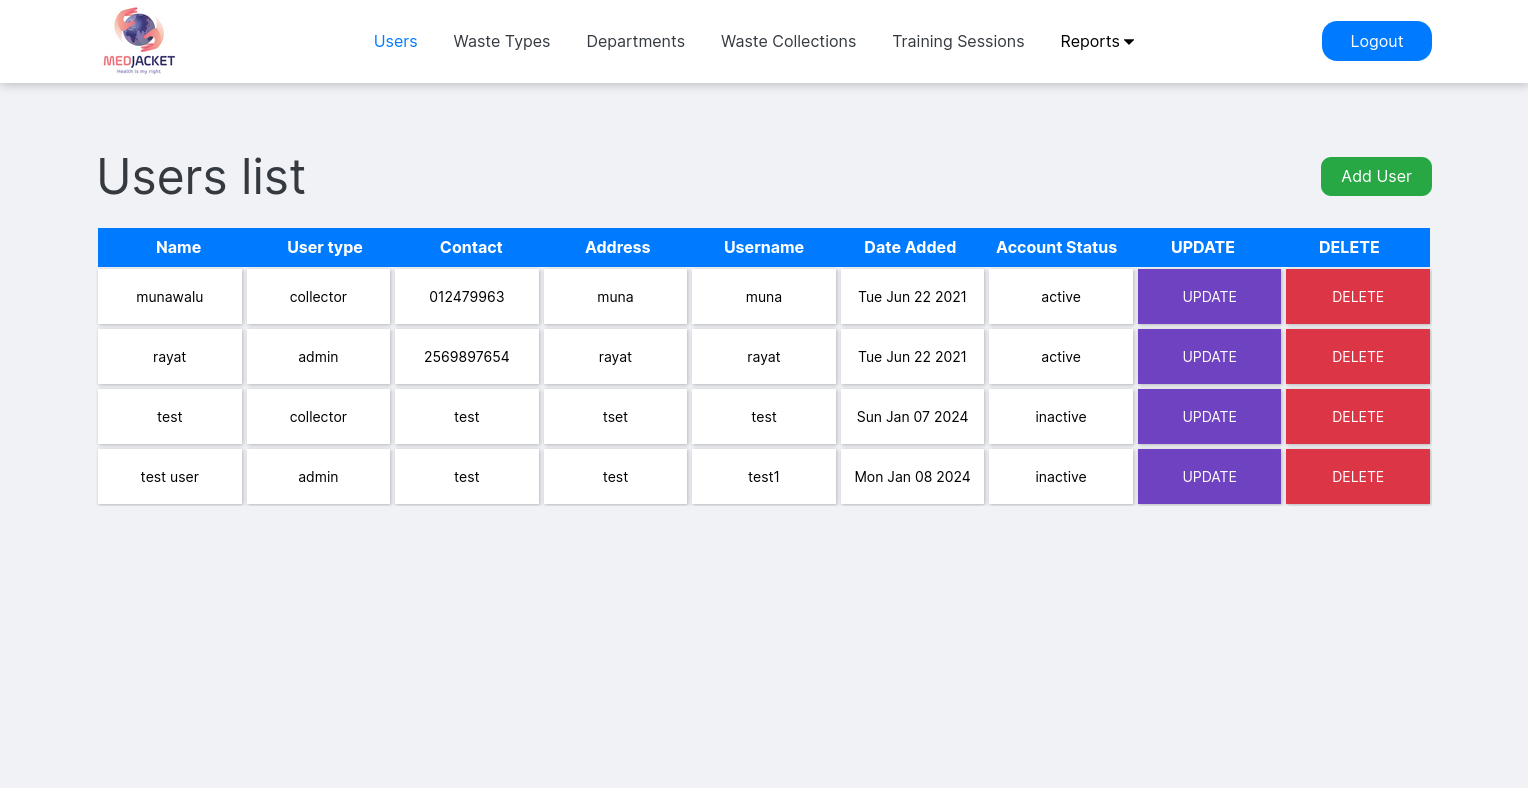 MEDJACKET
Health is my right
Users Waste Types Departments Waste Collections Training Sessions Reports Logout
Users list Add User
Name User type Contact Address Username Date Added Account Status UPDATE DELETE
munawalu collector 012479963 muna muna Tue Jun 22 2021 active UPDATE DELETE
rayat admin 2569897654 rayat rayat Tue Jun 22 2021 active UPDATE DELETE
test collector test tset test Sun Jan 07 2024 inactive UPDATE DELETE
test user admin test test test1 Mon Jan 08 2024 inactive UPDATE DELETE